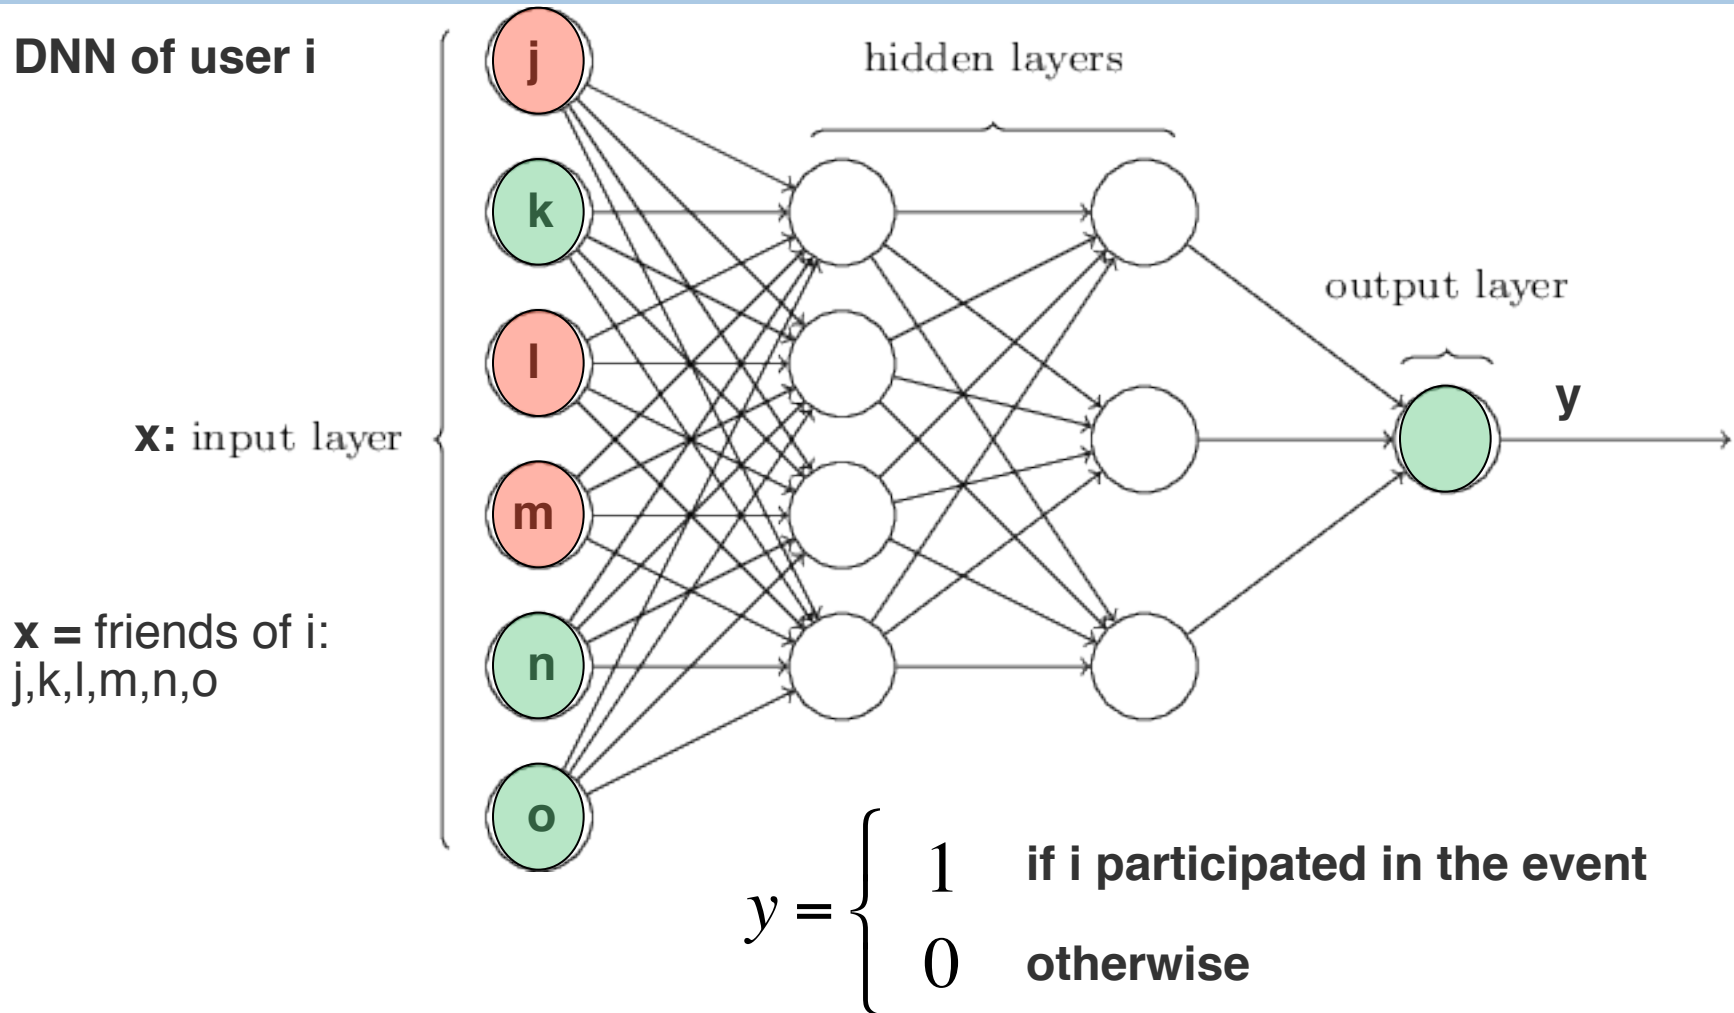 DNN of user i
j
hidden layers
k
output layer
l
y
x: input layer
m
x = friends of i:
j,k,l,m,n,o
n
o
1 if i participated in the event
y =
0 otherwise